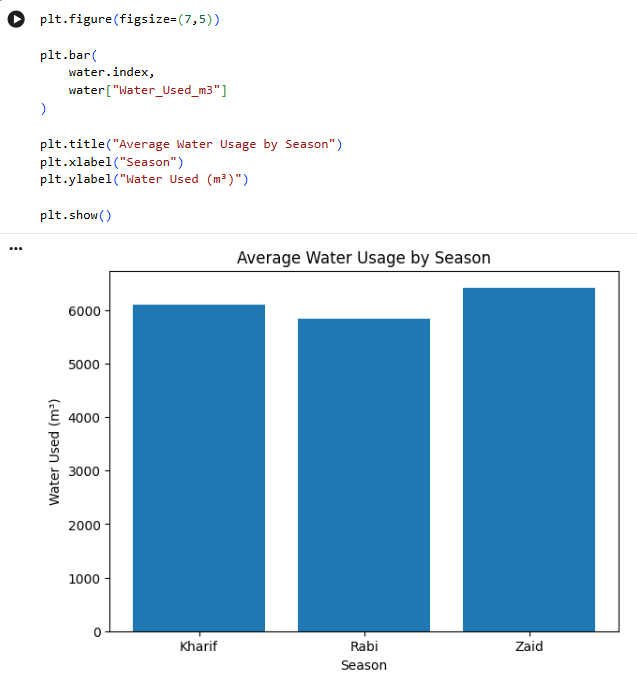 plt.figure(figsize=(7,5))
plt.bar(
    water.index,
    water["Water_Used_m3"]
)
plt.title("Average Water Usage by Season")
plt.xlabel("Season")
plt.ylabel("Water Used (m³)")
plt.show()
Average Water Usage by Season
Water Used (m³)
6000
5000
4000
3000
2000
1000
0
Kharif Rabi Zaid
Season